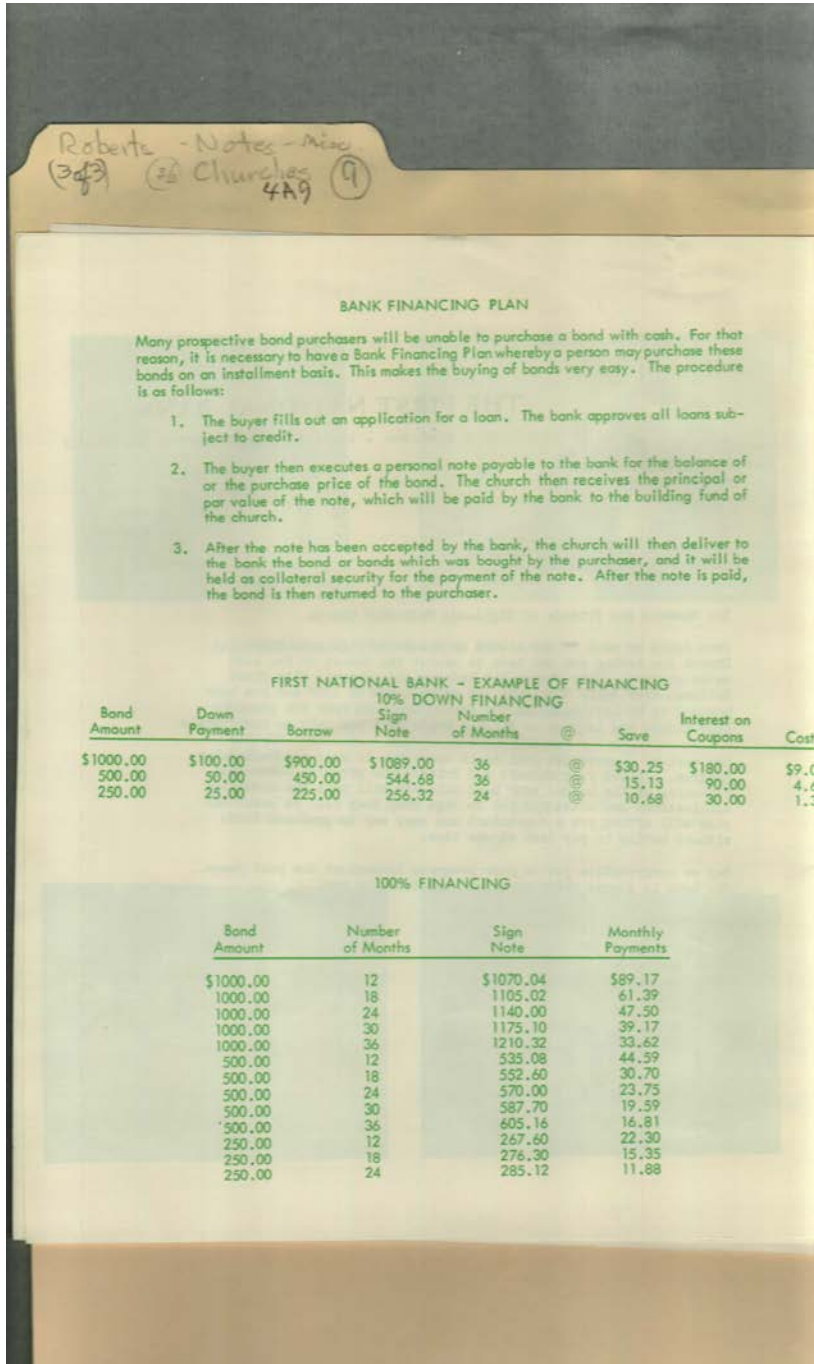 Roberts - Notes - Misc
(3 of 3) Churches 9
4A9
BANK FINANCING PLAN
Many prospective bond purchasers will be unable to purchase a bond with cash. For that
reason, it is necessary to have a Bank Financing Plan whereby a person may purchase these
bonds on an installment basis. This makes the buying of bonds very easy. The procedure
is as follows:
1. The buyer fills out an application for a loan. The bank approves all loans sub-
ject to credit.
2. The buyer then executes a personal note payable to the bank for the balance of
or the purchase price of the bond. The church then receives the principal or
par value of the note, which will be paid by the bank to the building fund of
the church.
3. After the note has been accepted by the bank, the church will then deliver to
the bank the bond or bonds which was bought by the purchaser, and it will be
held as collateral security for the payment of the note. After the note is paid,
the bond is then returned to the purchaser.
FIRST NATIONAL BANK - EXAMPLE OF FINANCING
10% DOWN FINANCING
Bond Down Sign Number Interest on
Amount Payment Borrow Note of Months @ Save Coupons Cost
$1000.00 $100.00 $900.00 $1089.00 36 @ $30.25 $180.00 $9.0
500.00 50.00 450.00 544.68 36 @ 15.13 90.00 4.6
250.00 25.00 225.00 256.32 24 @ 10.68 30.00 1.3
100% FINANCING
Bond Number Sign Monthly
Amount of Months Note Payments
$1000.00 12 $1070.04 $89.17
1000.00 18 1105.02 61.39
1000.00 24 1140.00 47.50
1000.00 30 1175.10 39.17
1000.00 36 1210.32 33.62
500.00 12 535.08 44.59
500.00 18 552.60 30.70
500.00 24 570.00 23.75
500.00 30 587.70 19.59
500.00 36 605.16 16.81
250.00 12 267.60 22.30
250.00 18 276.30 15.35
250.00 24 285.12 11.88